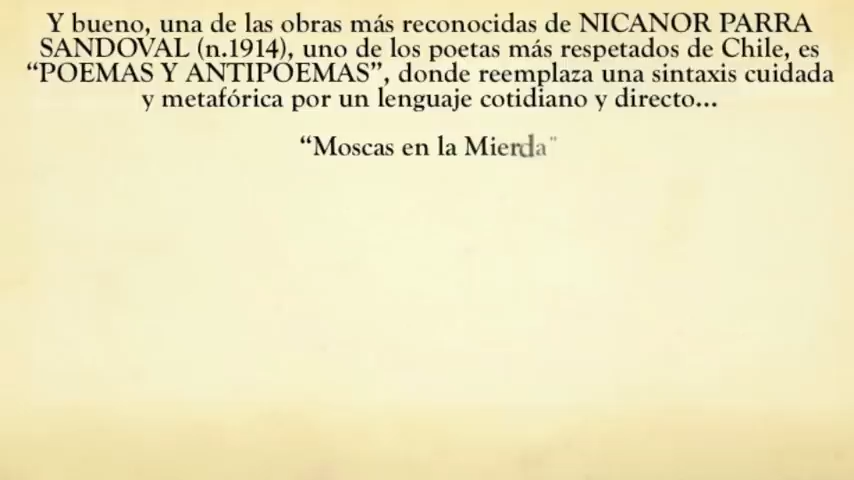 Y bueno, una de las obras más reconocidas de NICANOR PARRA
SANDOVAL (n.1914), uno de los poetas más respetados de Chile, es
“POEMAS Y ANTIPOEMAS”, donde reemplaza una sintaxis cuidada
y metafórica por un lenguaje cotidiano y directo...
“Moscas en la Mierda”